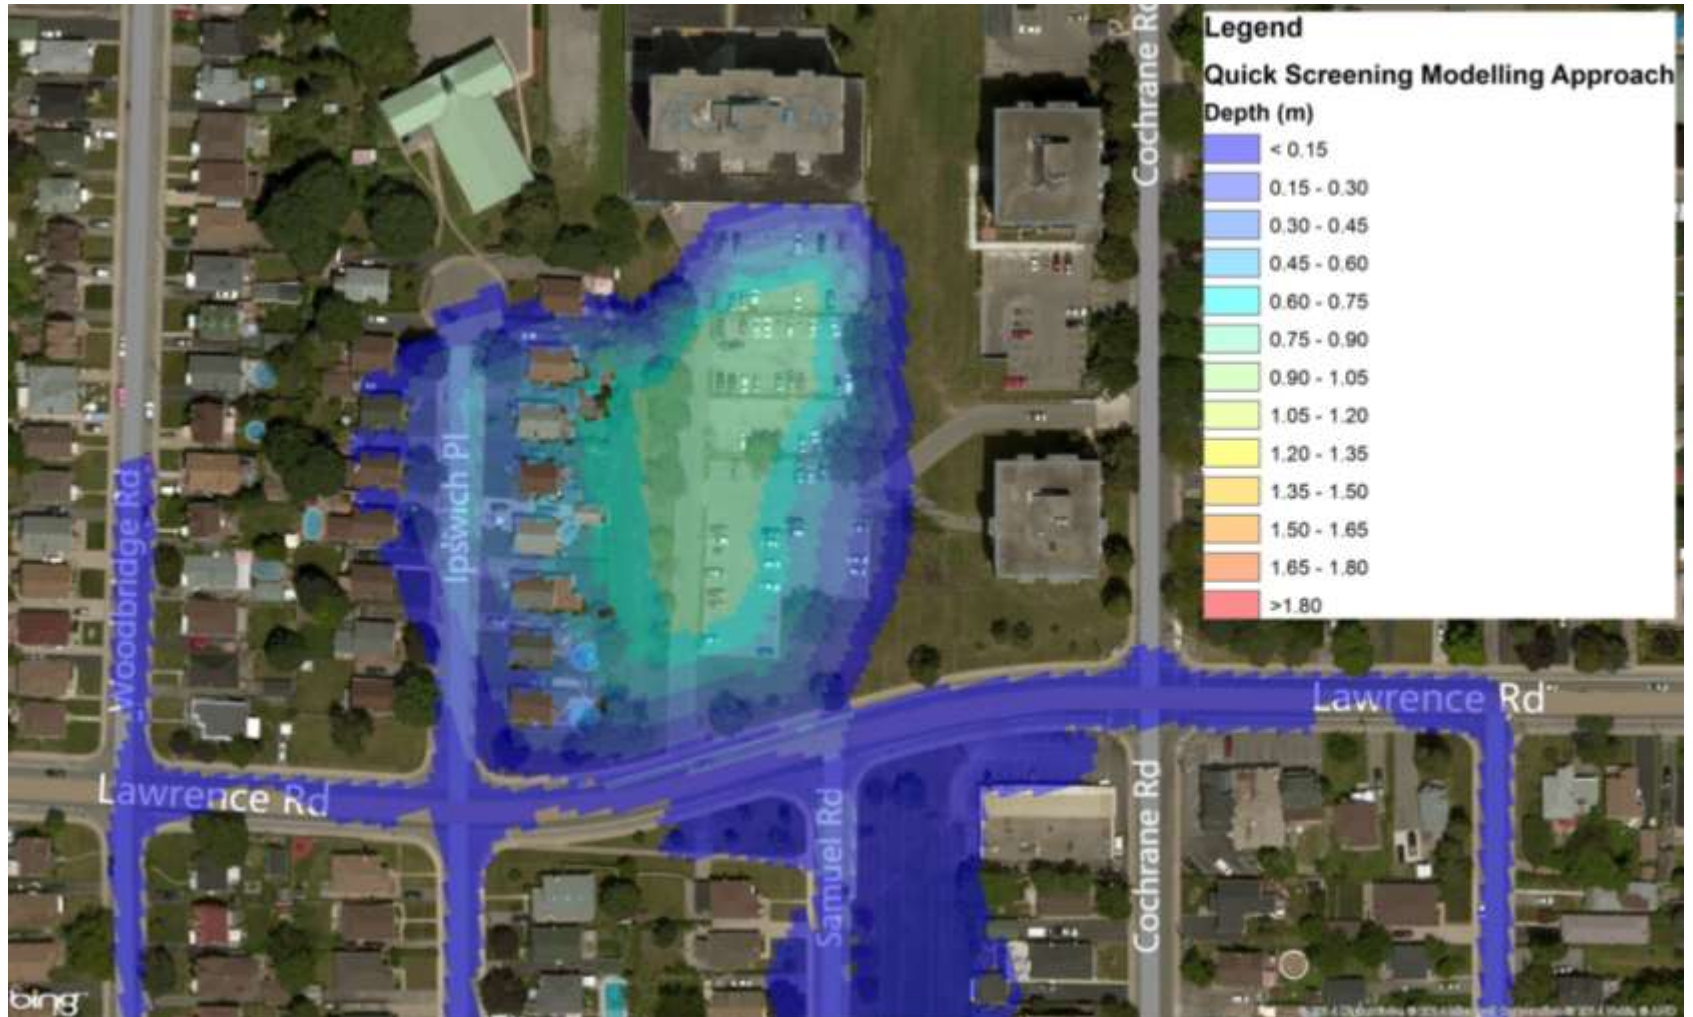 Cochrane Rd
Legend
Quick Screening Modelling Approach
Depth (m)
< 0.15
0.15 - 0.30
0.30 - 0.45
0.45 - 0.60
0.60 - 0.75
0.75 - 0.90
0.90 - 1.05
1.05 - 1.20
1.20 - 1.35
1.35 - 1.50
1.50 - 1.65
1.65 - 1.80
>1.80
Woodbridge Rd
Ipswich Pl
Lawrence Rd
Lawrence Rd
Samuel Rd
Cochrane Rd
bing